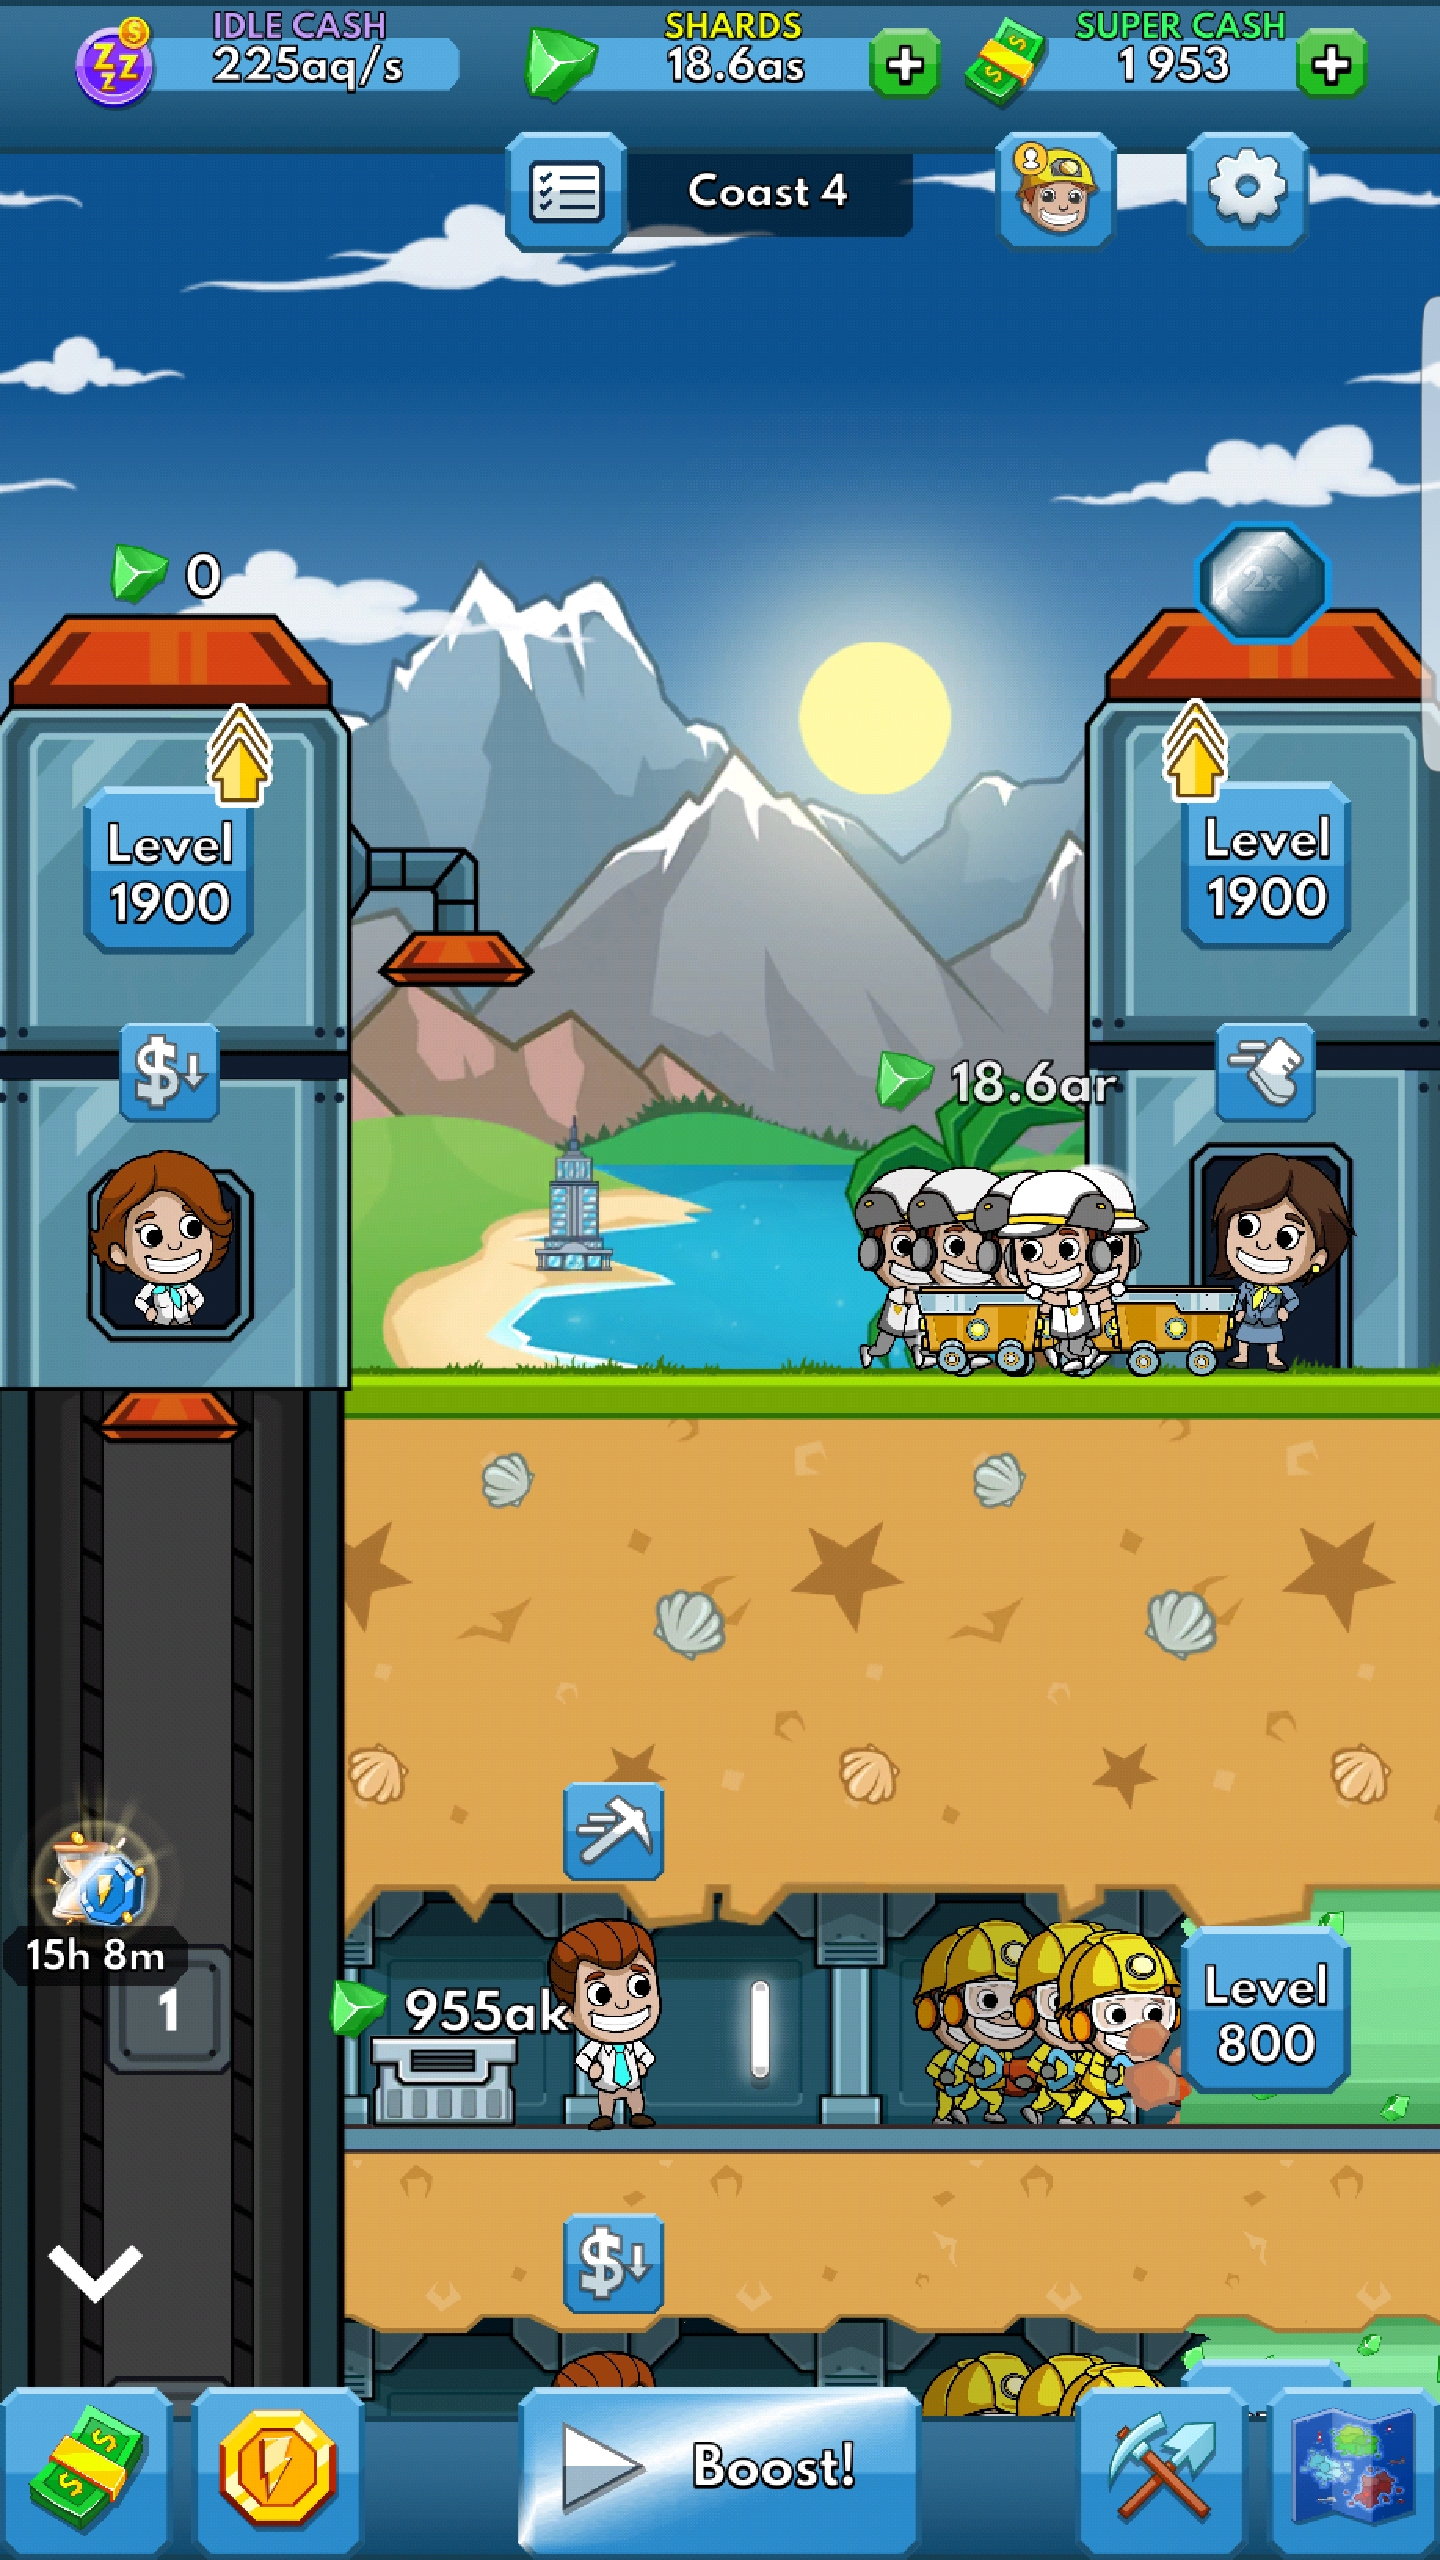 IDLE CASH
225aq/s
SHARDS
18.6as
SUPER CASH
1953
Coast 4
0
2x
Level
1900
Level
1900
18.6ar
15h 8m
1
955ak
Level
800
Boost!